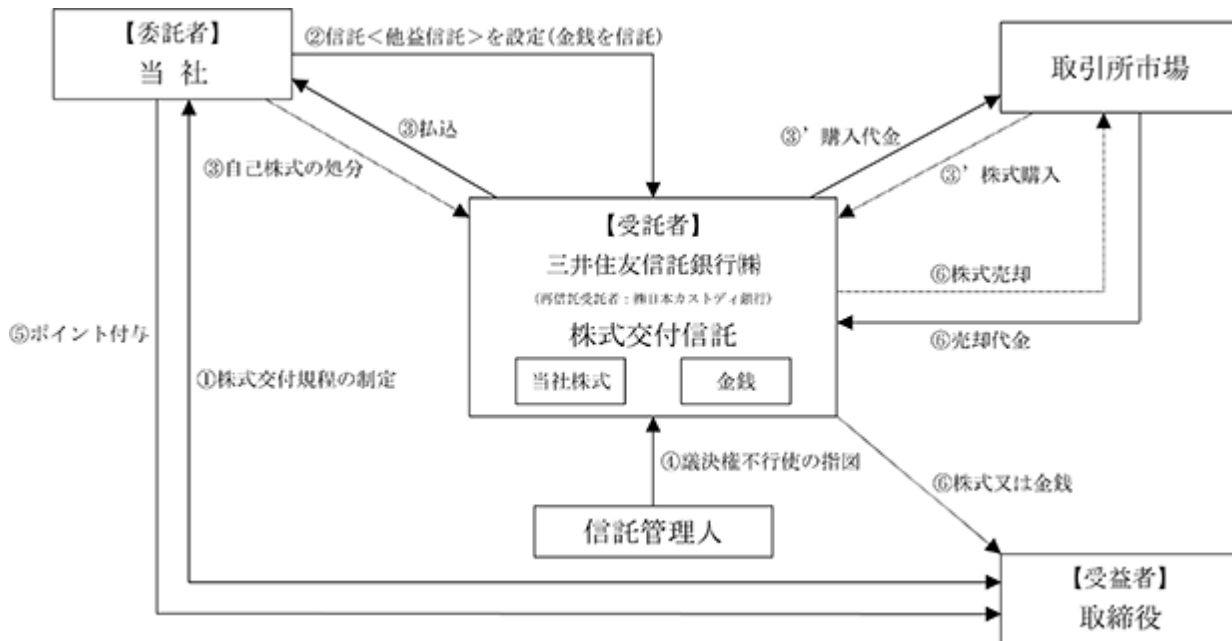 【委託者】
当 社
②信託＜他益信託＞を設定(金銭を信託)
取引所市場
③払込
③’ 購入代金
③自己株式の処分
③’ 株式購入
【受託者】
三井住友信託銀行㈱
(再信託受託者：㈱日本カストディ銀行)
株式交付信託
当社株式
金銭
⑥株式売却
⑥売却代金
⑤ポイント付与
①株式交付規程の制定
④議決権不行使の指図
⑥株式又は金銭
信託管理人
【受益者】
取締役